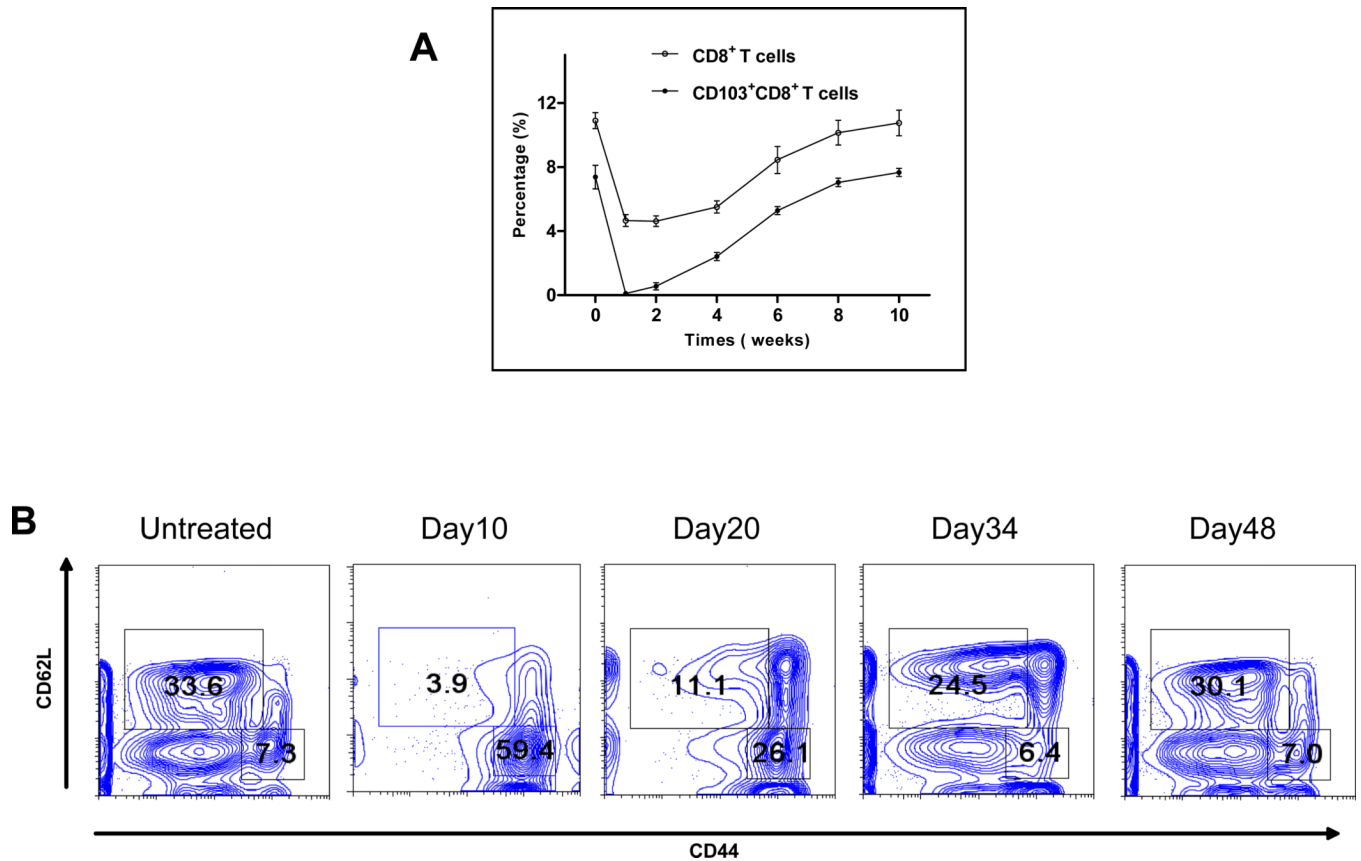 A
CD8+ T cells
CD103+CD8+ T cells
12
8
4
0
Percentage (%)
0 2 4 6 8 10
Times ( weeks)
B
Untreated Day10 Day20 Day34 Day48
CD62L
33.6 3.9 11.1 24.5 30.1
7.3 59.4 26.1 6.4 7.0
CD44